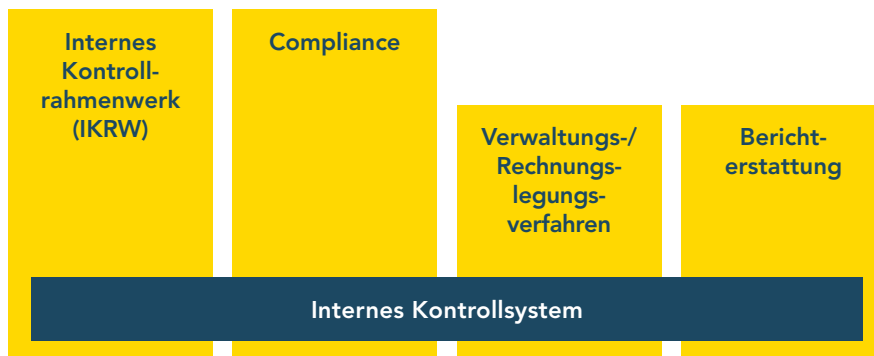 Internes
Kontroll-
rahmenwerk
(IKRW)
Compliance
Verwaltungs-/
Rechnungs-
legungs-
verfahren
Bericht-
erstattung
Internes Kontrollsystem